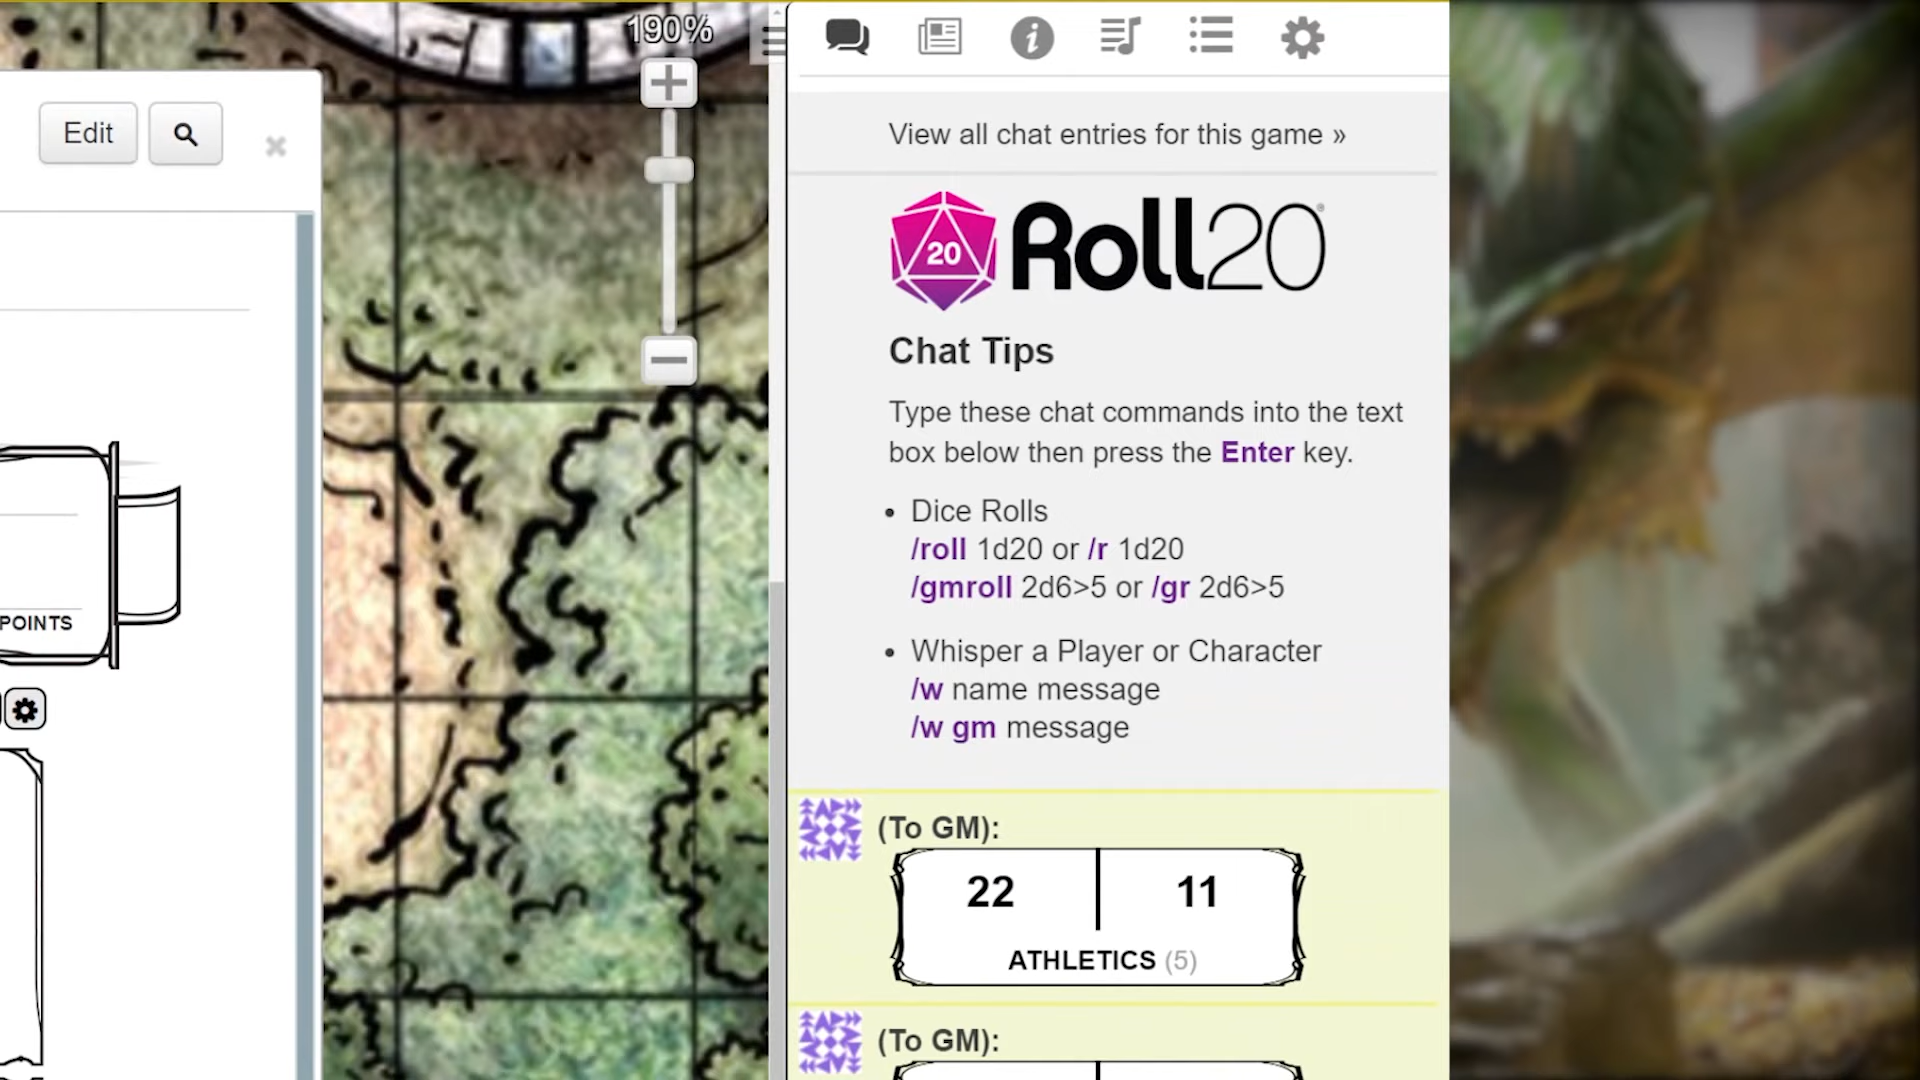 190%
Edit
POINTS
View all chat entries for this game »
20
Roll20®
Chat Tips
Type these chat commands into the text
box below then press the Enter key.
• Dice Rolls
/roll 1d20 or /r 1d20
/gmroll 2d6>5 or /gr 2d6>5
• Whisper a Player or Character
/w name message
/w gm message
(To GM):
22 11
ATHLETICS (5)
(To GM):